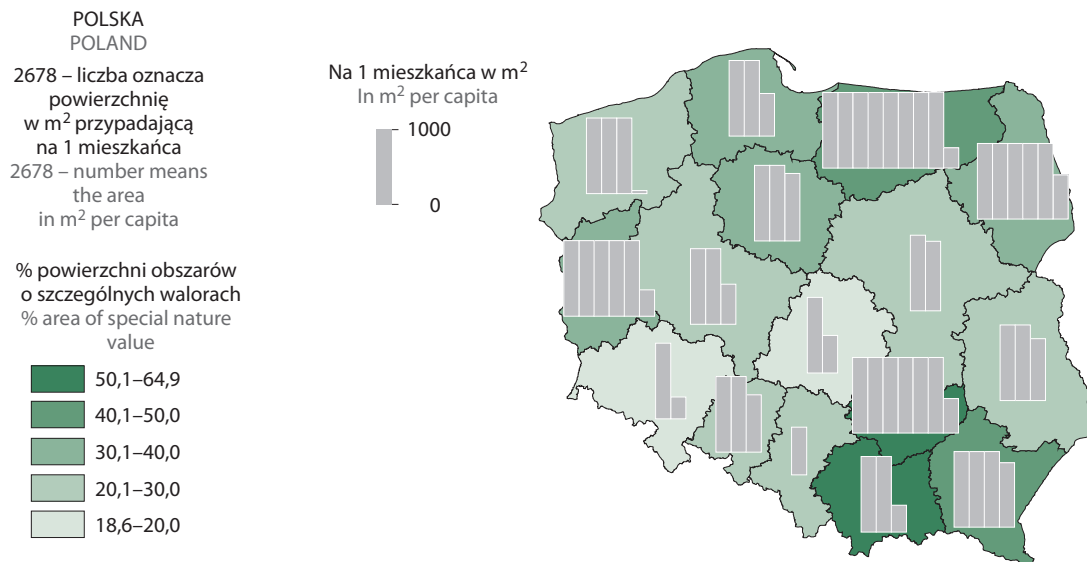 POLSKA
POLAND
2678 – liczba oznacza
powierzchnię
w m² przypadającą
na 1 mieszkańca
2678 – number means
the area
in m² per capita
Na 1 mieszkańca w m²
In m² per capita
1000
0
% powierzchni obszarów
o szczególnych walorach
% area of special nature
value
50,1–64,9
40,1–50,0
30,1–40,0
20,1–30,0
18,6–20,0